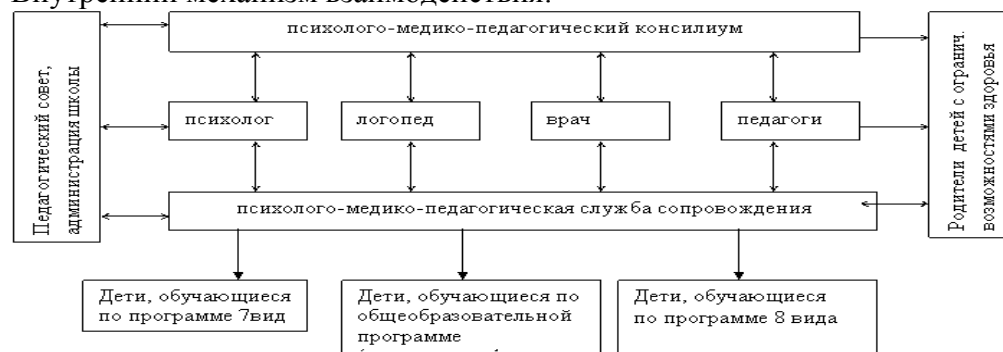 Внутренний механизм взаимодействия:
психолого-медико-педагогический консилиум
Педагогический совет,
администрация школы
психолог
логопед
врач
педагоги
Родители детей с огранич.
возможностями здоровья
психолого-медико-педагогическая служба сопровождения
Дети, обучающиеся
по программе 7вид
Дети, обучающиеся по
общеобразовательной
программе
Дети, обучающиеся
по программе 8 вида